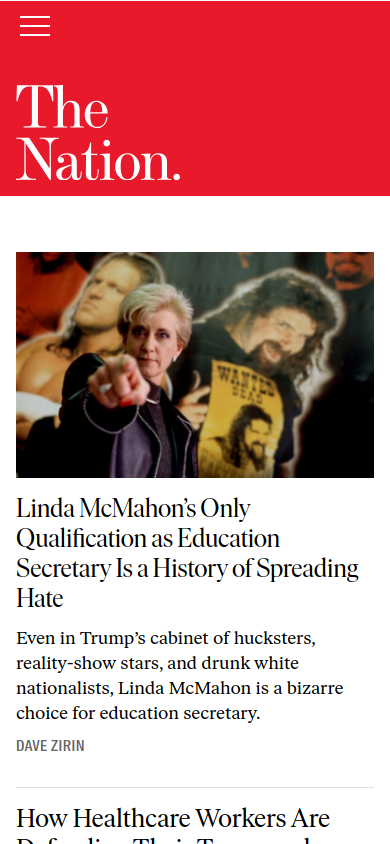 The
Nation.
WANTED
DEAD
Linda McMahon's Only
Qualification as Education
Secretary Is a History of Spreading
Hate
Even in Trump's cabinet of hucksters,
reality-show stars, and drunk white
nationalists, Linda McMahon is a bizarre
choice for education secretary.
DAVE ZIRIN
How Healthcare Workers Are